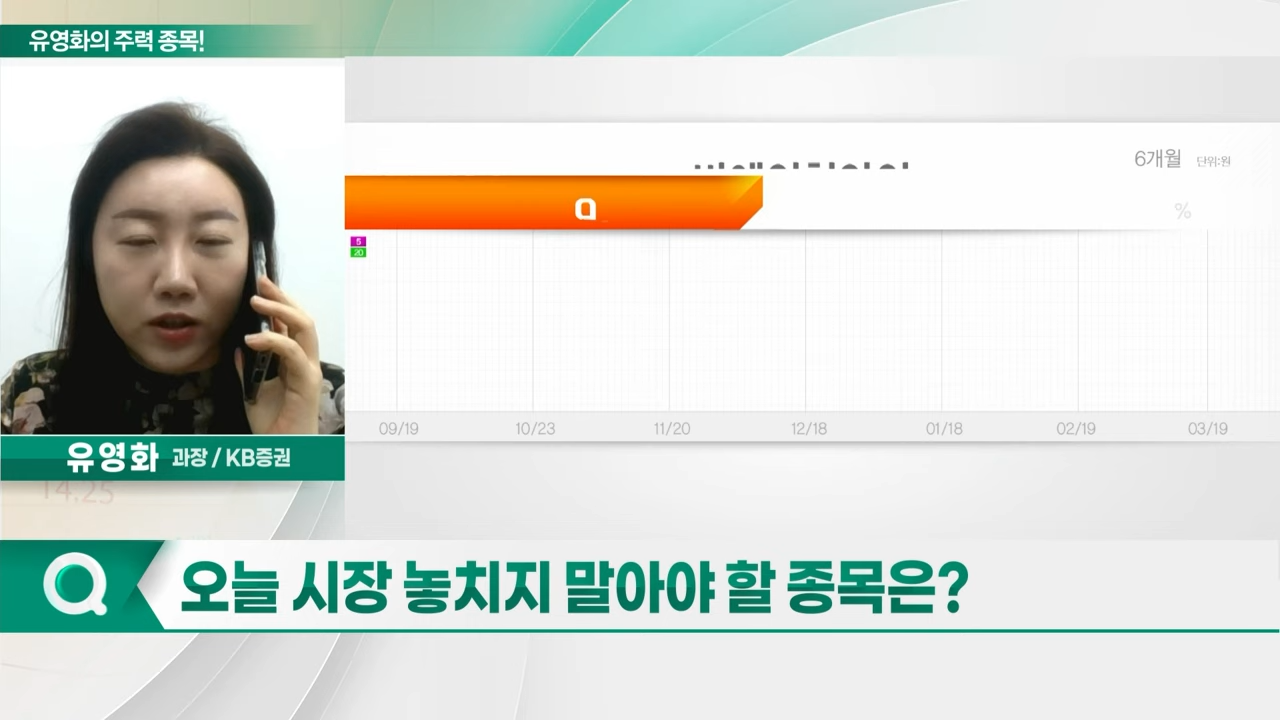 유영화의 주력 종목!
6개월 단위:원
%
5
20
09/19 10/23 11/20 12/18 01/18 02/19 03/19
유영화 과장 / KB증권
14.25
오늘 시장 놓치지 말아야 할 종목은?